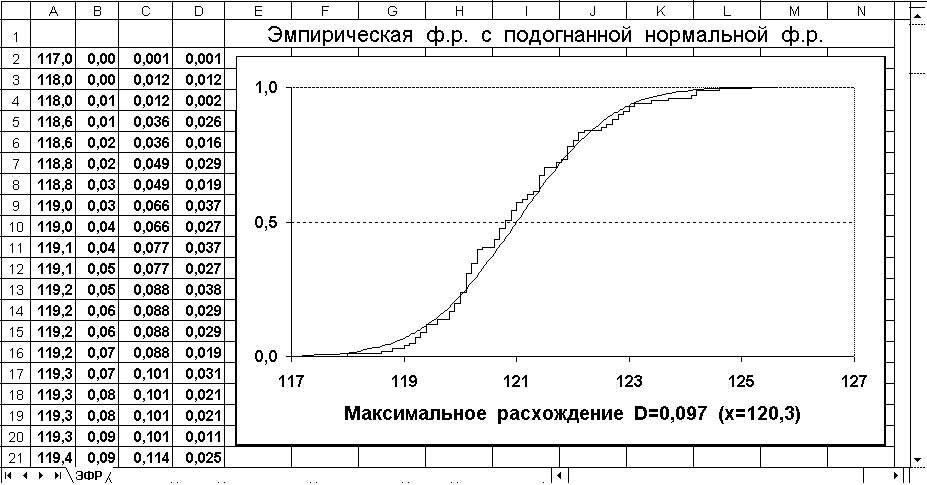 A B C D E F G H I J K L M N
1 Эмпирическая ф.р. с подогнанной нормальной ф.р.
2 117,0 0,00 0,001 0,001
3 118,0 0,00 0,012 0,012
4 118,0 0,01 0,012 0,002
5 118,6 0,01 0,036 0,026
6 118,6 0,02 0,036 0,016
7 118,8 0,02 0,049 0,029
8 118,8 0,03 0,049 0,019
9 119,0 0,03 0,066 0,037
10 119,0 0,04 0,066 0,027
11 119,1 0,04 0,077 0,037
12 119,1 0,05 0,077 0,027
13 119,2 0,05 0,088 0,038
14 119,2 0,06 0,088 0,029
15 119,2 0,06 0,088 0,029
16 119,2 0,07 0,088 0,019
17 119,3 0,07 0,101 0,031
18 119,3 0,08 0,101 0,021
19 119,3 0,08 0,101 0,021
20 119,3 0,09 0,101 0,011
21 119,4 0,09 0,114 0,025
1,0
0,5
0,0
117 119 121 123 125 127
Максимальное расхождение D=0,097 (x=120,3)
ЭФР